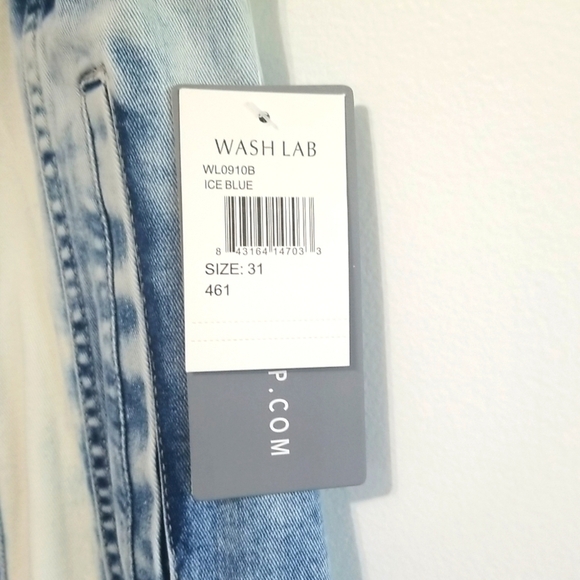 WASH LAB
WL0910B
ICE BLUE
8 43164 14703 3
SIZE: 31
461
P.COM